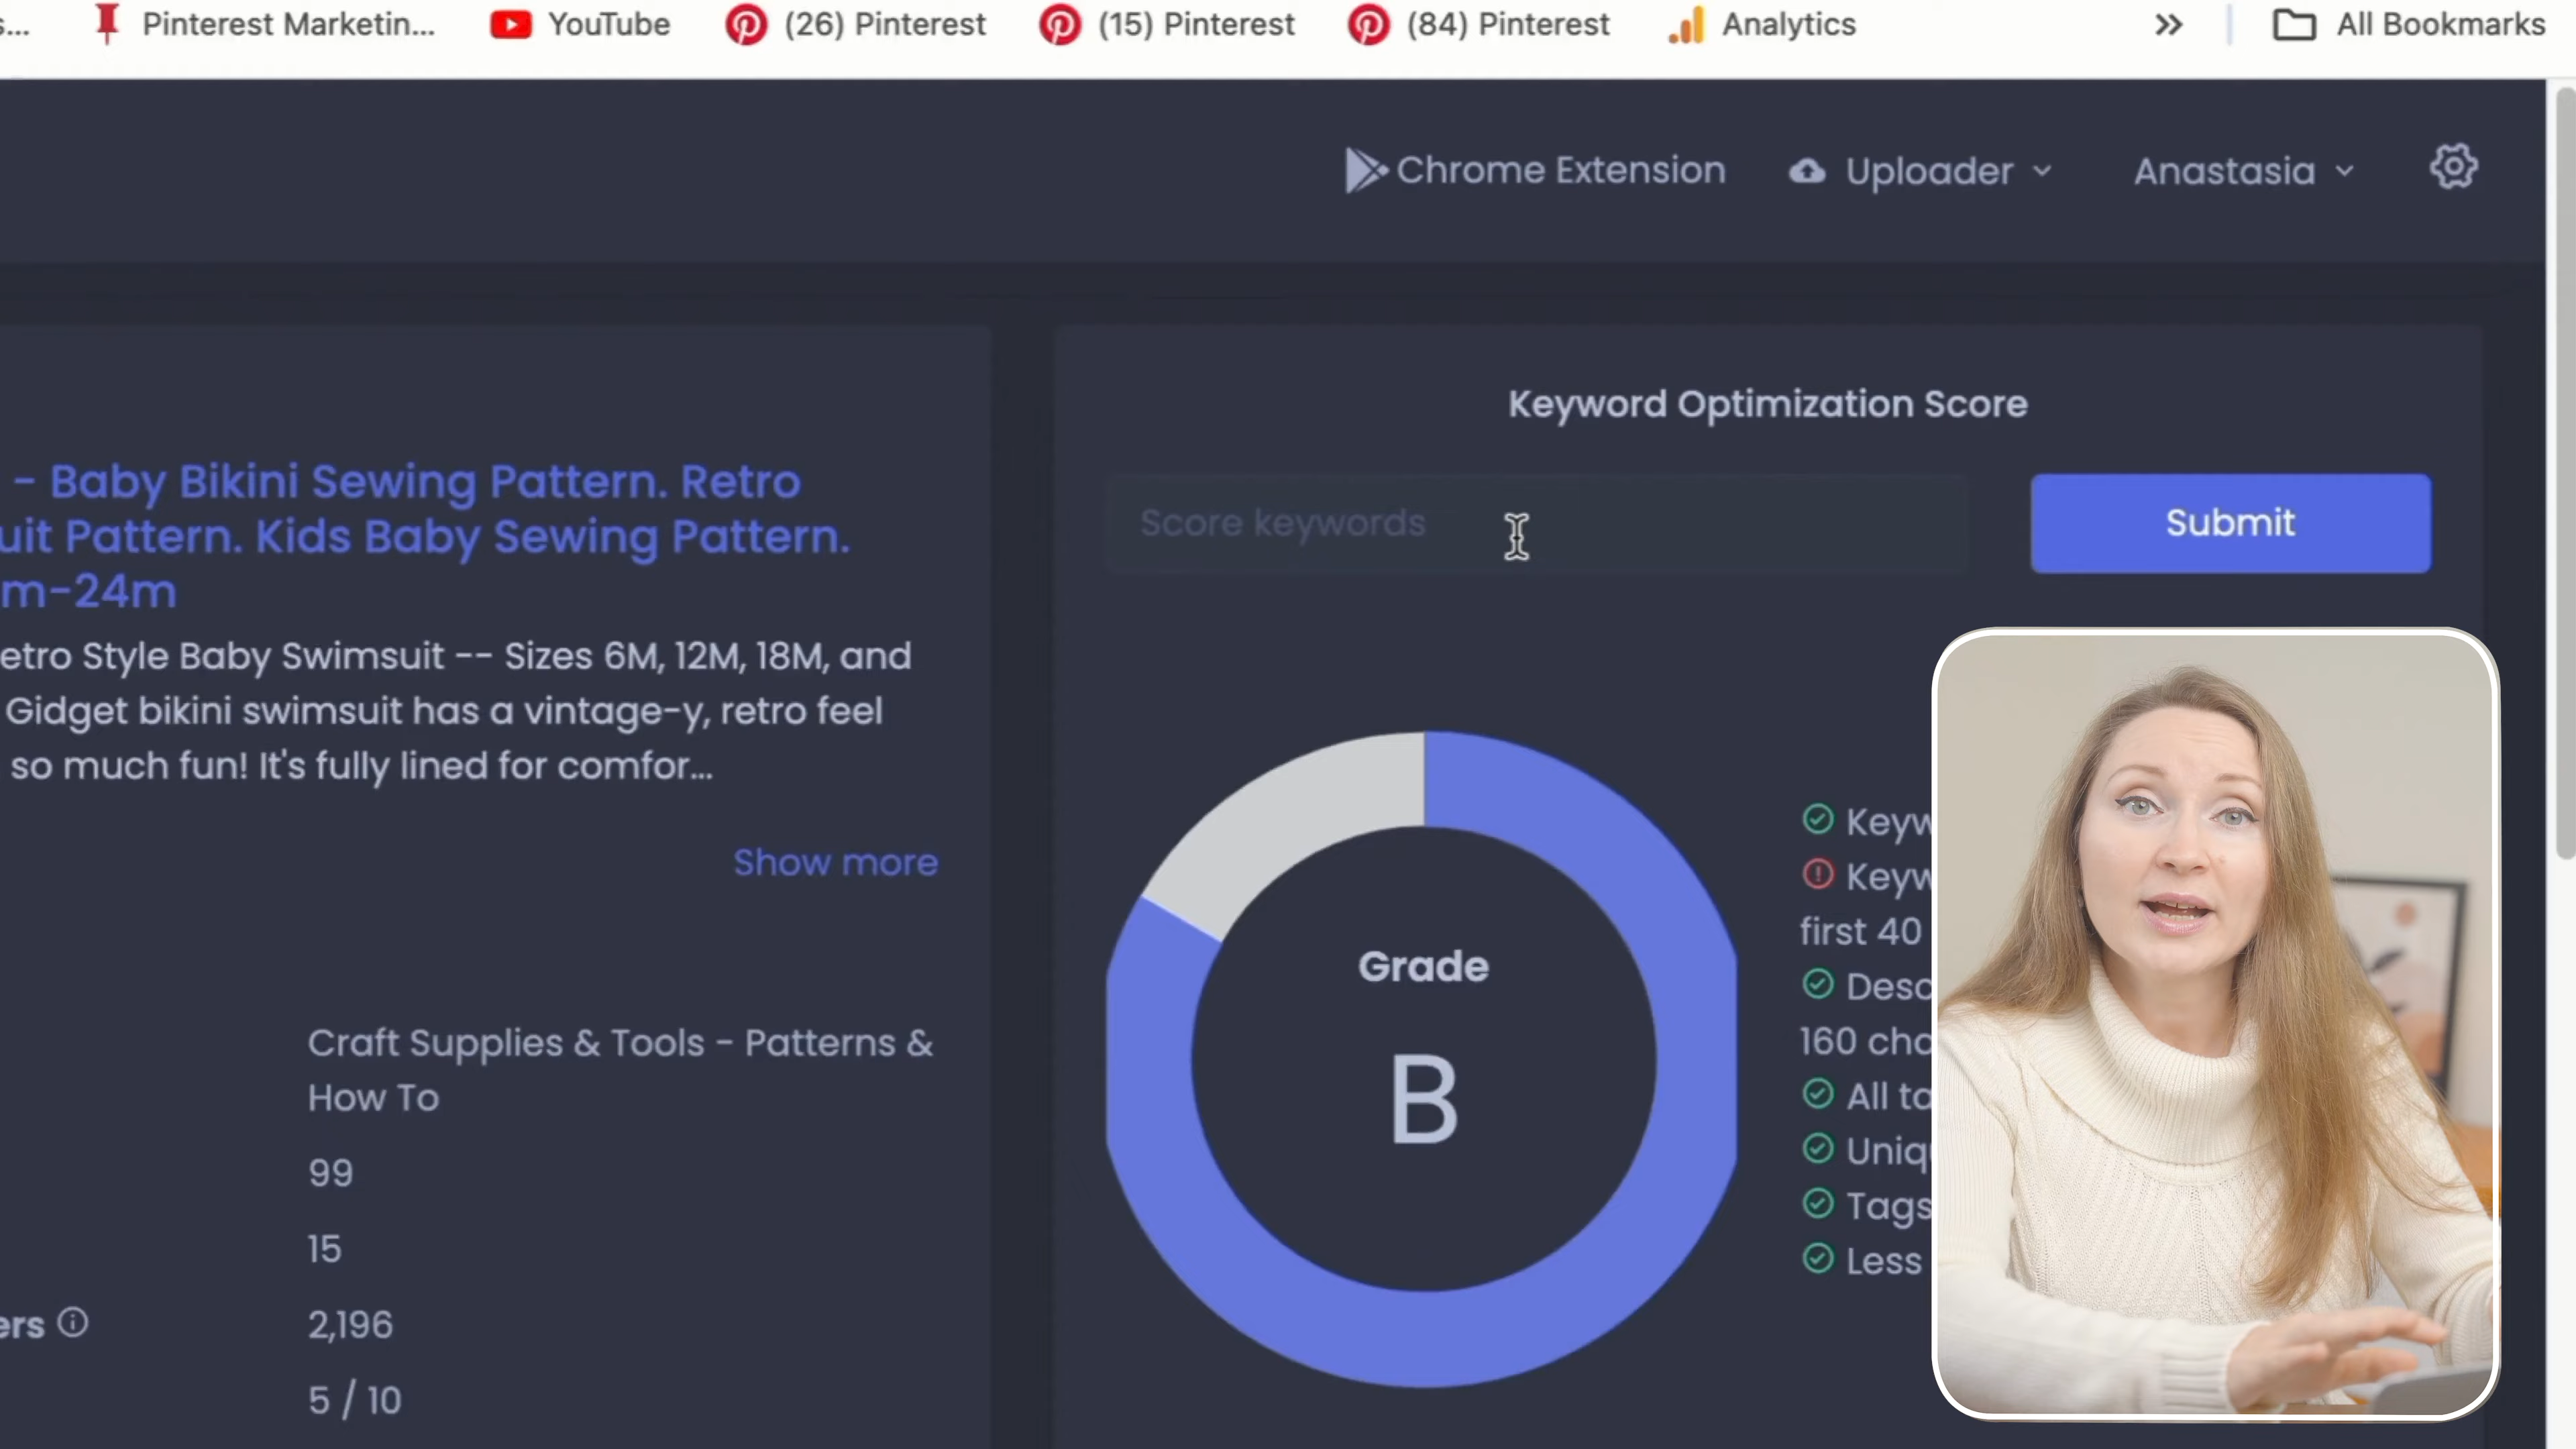 s...
Pinterest Marketin...
YouTube
(26) Pinterest
(15) Pinterest
(84) Pinterest
Analytics
All Bookmarks
Chrome Extension
Uploader
Anastasia
- Baby Bikini Sewing Pattern. Retro
uit Pattern. Kids Baby Sewing Pattern.
m-24m
etro Style Baby Swimsuit -- Sizes 6M, 12M, 18M, and
Gidget bikini swimsuit has a vintage-y, retro feel
so much fun! It's fully lined for comfor...
Show more
Craft Supplies & Tools - Patterns &
How To
99
15
ers
2,196
5 / 10
Keyword Optimization Score
Score keywords
Submit
Grade
B
Keyw
Keyw
first 40
Desc
160 cha
All ta
Uniq
Tags
Less